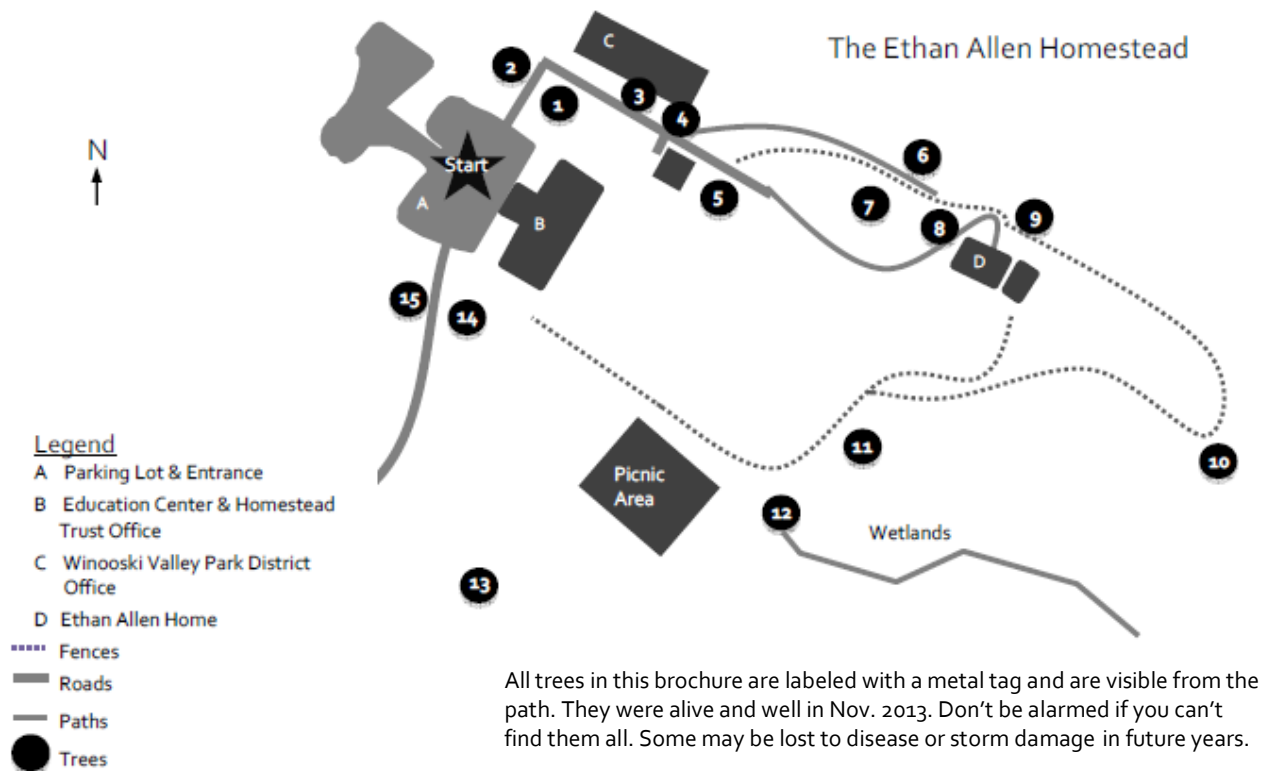 The Ethan Allen Homestead
C
2
3
1
4
N
6
Start
5
7
A
9
B
8
D
15
14
11
10
Legend
A Parking Lot & Entrance
B Education Center & Homestead
Trust Office
C Winooski Valley Park District
Office
D Ethan Allen Home
Fences
Roads
Paths
Trees
Picnic
Area
12
Wetlands
13
All trees in this brochure are labeled with a metal tag and are visible from the
path. They were alive and well in Nov. 2013. Don’t be alarmed if you can’t
find them all. Some may be lost to disease or storm damage in future years.